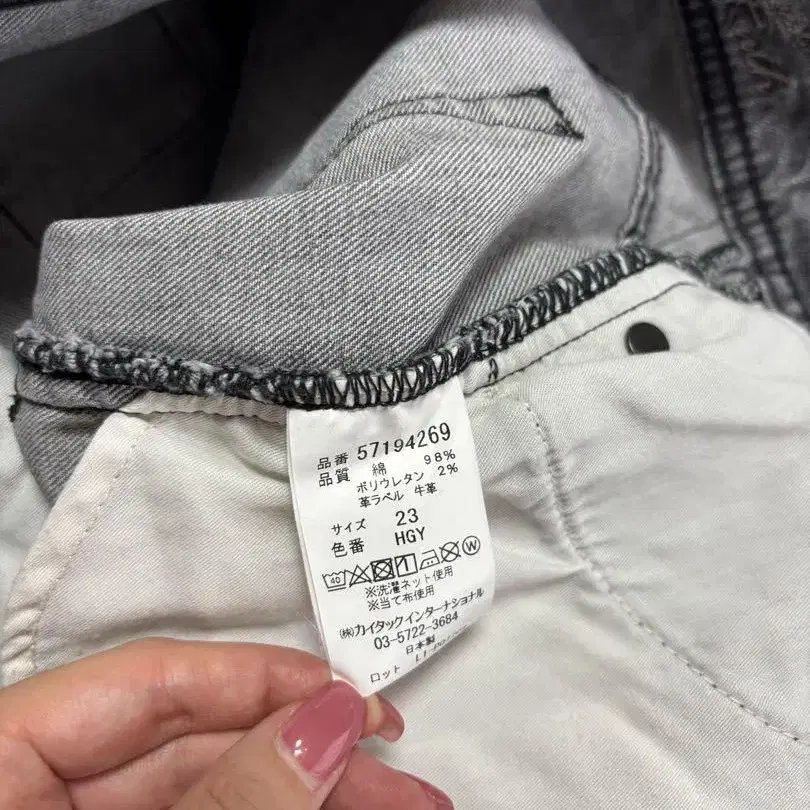 品番 57194269
品質 綿 98%
ポリウレタン 2%
革ラベル 牛革
サイズ 23
色番 HGY
40 W
※洗濯ネット使用
※当て布使用
㈱カイタックインターナショナル
03-5722-3684
日本製
ロット